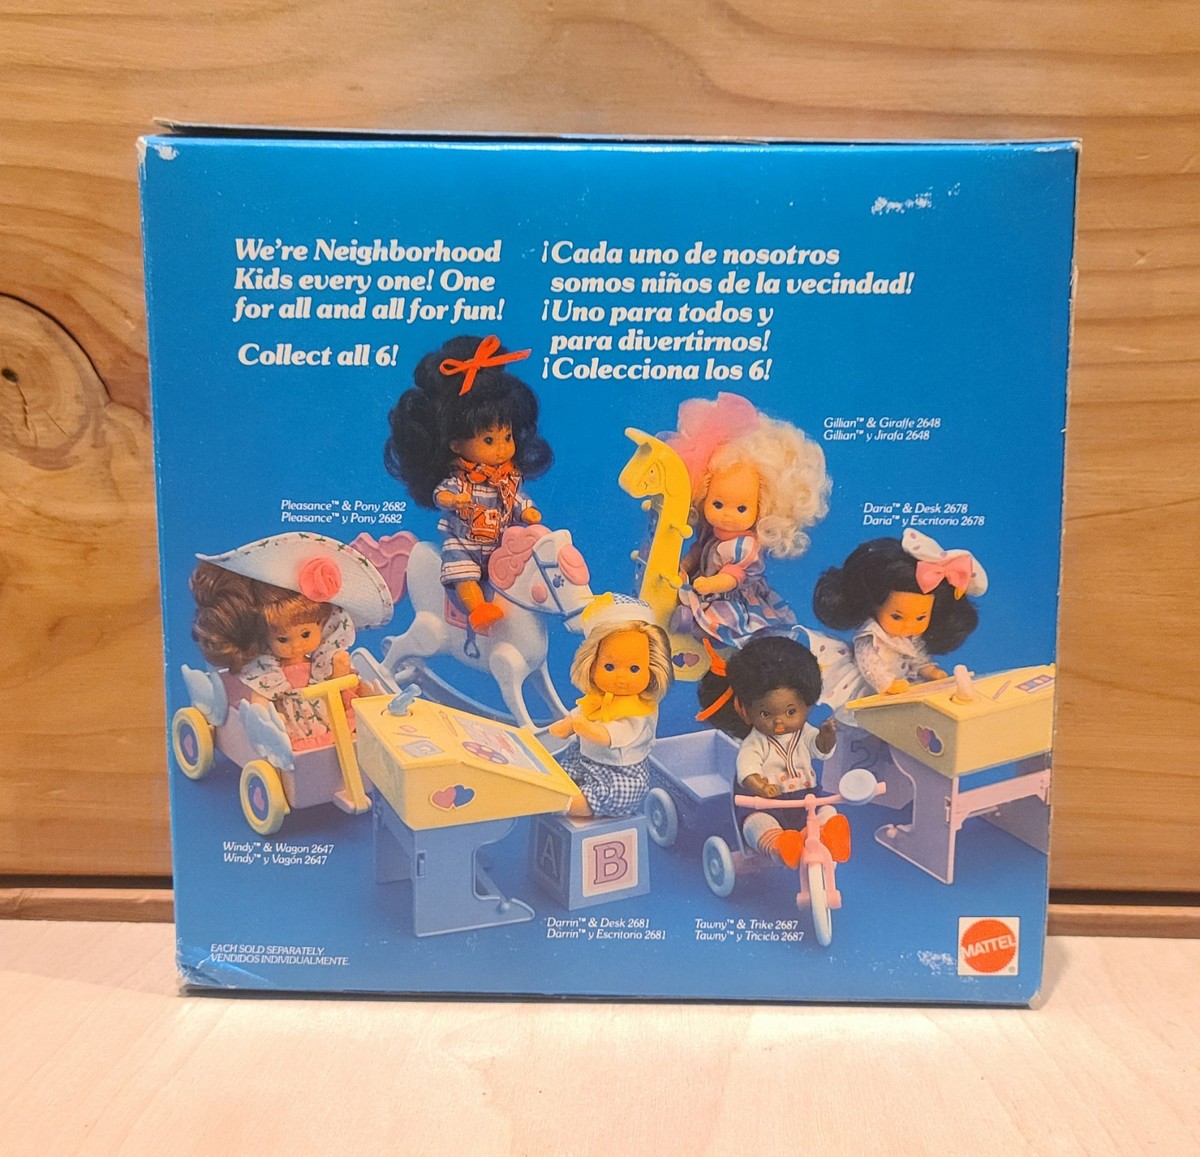 We're Neighborhood
Kids every one! One
for all and all for fun!
Collect all 6!
¡Cada uno de nosotros
somos niños de la vecindad!
¡Uno para todos y
para divertirnos!
¡Colecciona los 6!
Gillian™ & Giraffe 2648
Gillian™ y Jirafa 2648
Pleasance™ & Pony 2682
Pleasance™ y Pony 2682
Daria™ & Desk 2678
Daria™ y Escritorio 2678
Windy™ & Wagon 2647
Windy™ y Vagón 2647
A
B
Darrin™ & Desk 2681
Darrin™ y Escritorio 2681
Tawny™ & Trike 2687
Tawny™ y Triciclo 2687
EACH SOLD SEPARATELY.
VENDIDOS INDIVIDUALMENTE.
MATTEL
®